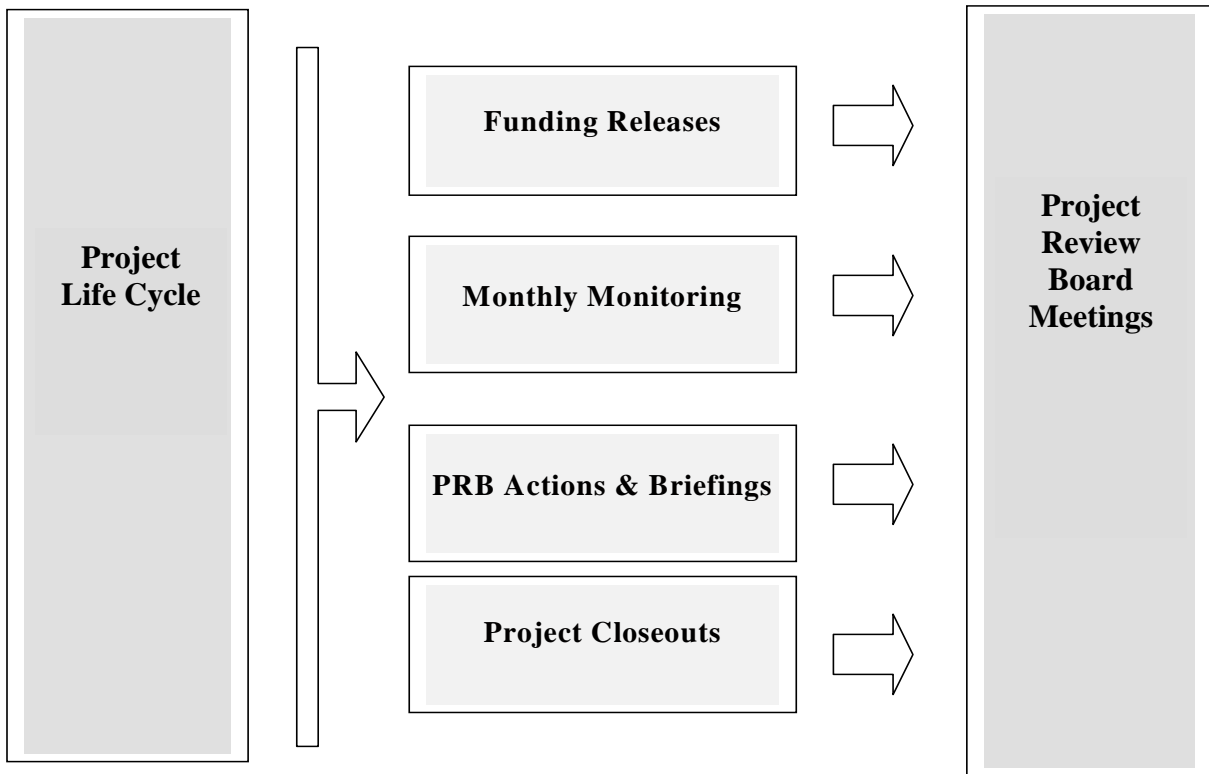 Project
Life Cycle
Funding Releases
Monthly Monitoring
PRB Actions & Briefings
Project Closeouts
Project
Review
Board
Meetings